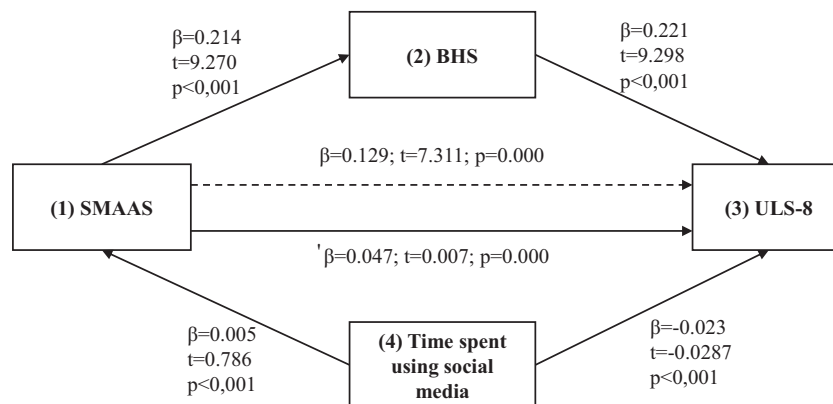 β=0.214
t=9.270
p<0,001
(2) BHS
β=0.221
t=9.298
p<0,001
β=0.129; t=7.311; p=0.000
(1) SMAAS
(3) ULS-8
'β=0.047; t=0.007; p=0.000
β=0.005
t=0.786
p<0,001
(4) Time spent
using social
media
β=-0.023
t=-0.0287
p<0,001